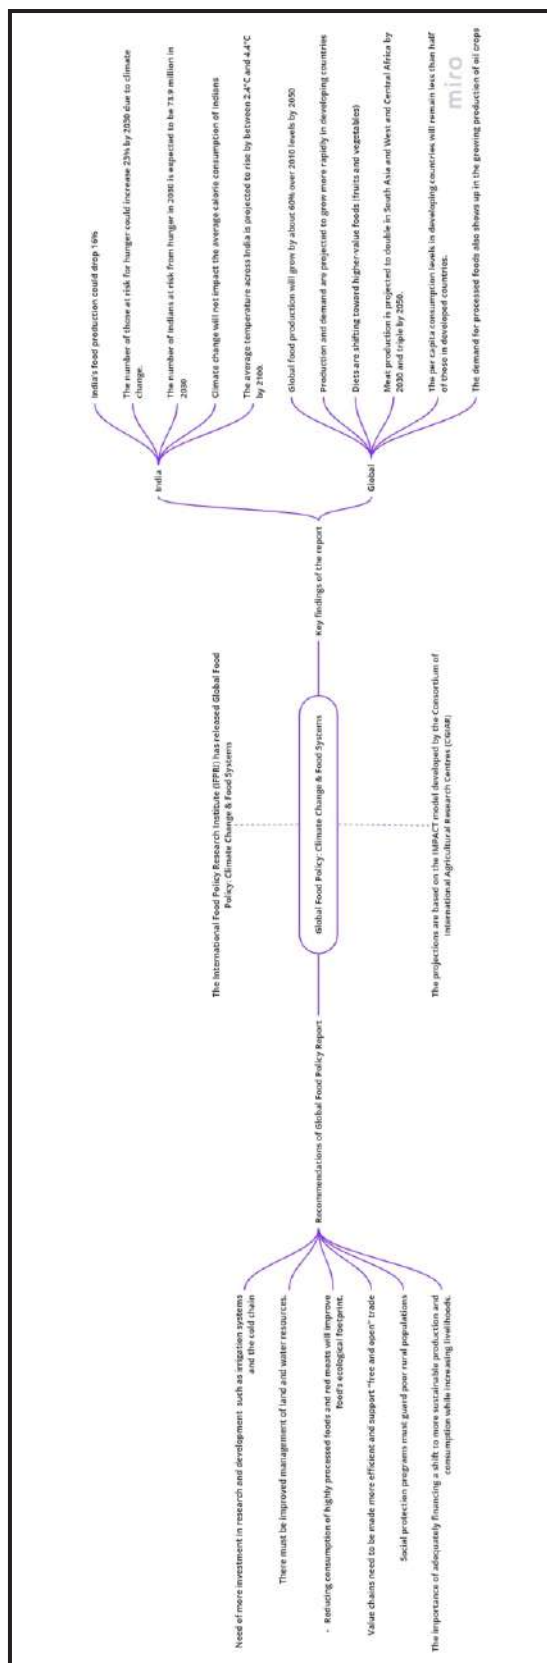 The International Food Policy Research Institute (IFPRI) has released Global Food
Policy: Climate Change & Food Systems
Global Food Policy: Climate Change & Food Systems
The projections are based on the IMPACT model developed by the Consortium of
International Agricultural Research Centres (CGIAR)
Recommendations of Global Food Policy Report
Need of more investment in research and development such as irrigation systems
and the cold chain
There must be improved management of land and water resources.
- Reducing consumption of highly processed foods and red meats will improve
food's ecological footprint.
Value chains need to be made more efficient and support "free and open" trade
Social protection programs must guard poor rural populations
The importance of adequately financing a shift to more sustainable production and
consumption while increasing livelihoods.
Key findings of the report
India
India's food production could drop 16%
The number of those at risk for hunger could increase 23% by 2030 due to climate
change.
The number of Indians at risk from hunger in 2030 is expected to be 73.9 million in
2030
Climate change will not impact the average calorie consumption of Indians
The average temperature across India is projected to rise by between 2.4°C and 4.4°C
by 2100.
Global
Global food production will grow by about 60% over 2010 levels by 2050
Production and demand are projected to grow more rapidly in developing countries
Diets are shifting toward higher-value foods (fruits and vegetables)
Meat production is projected to double in South Asia and West and Central Africa by
2030 and triple by 2050.
The per capita consumption levels in developing countries will remain less than half
of those in developed countries.
The demand for processed foods also shows up in the growing production of oil crops
miro